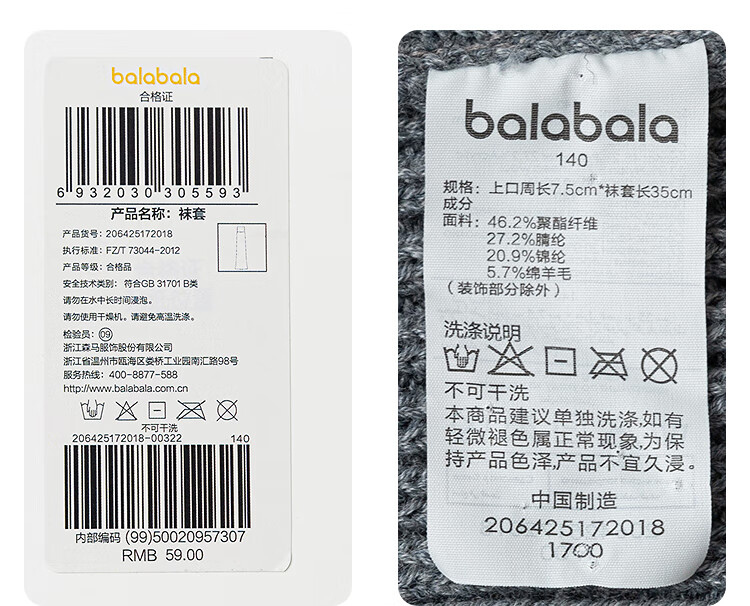 balabala
合格证
6 932030 305593
产品名称：袜套
产品货号：206425172018
执行标准：FZ/T 73044-2012
产品等级：合格品
安全技术类别： 符合GB 31701 B类
请勿在水中长时间浸泡。
请勿使用干燥机。请避免高温洗涤。
检验员：09
浙江森马服饰股份有限公司
浙江省温州市瓯海区娄桥工业园南汇路98号
服务热线：400-8877-588
http://www.balabala.com.cn
不可干洗
206425172018-00322 140
内部编码 (99)50020957307
RMB 59.00
balabala
140
规格：上口周长7.5cm*袜套长35cm
成分
面料：46.2%聚酯纤维
27.2%腈纶
20.9%锦纶
5.7%绵羊毛
（装饰部分除外）
洗涤说明
不可干洗
本商品建议单独洗涤,如有
轻微褪色属正常现象,为保
持产品色泽,产品不宜久浸。
中国制造
206425172018
1700